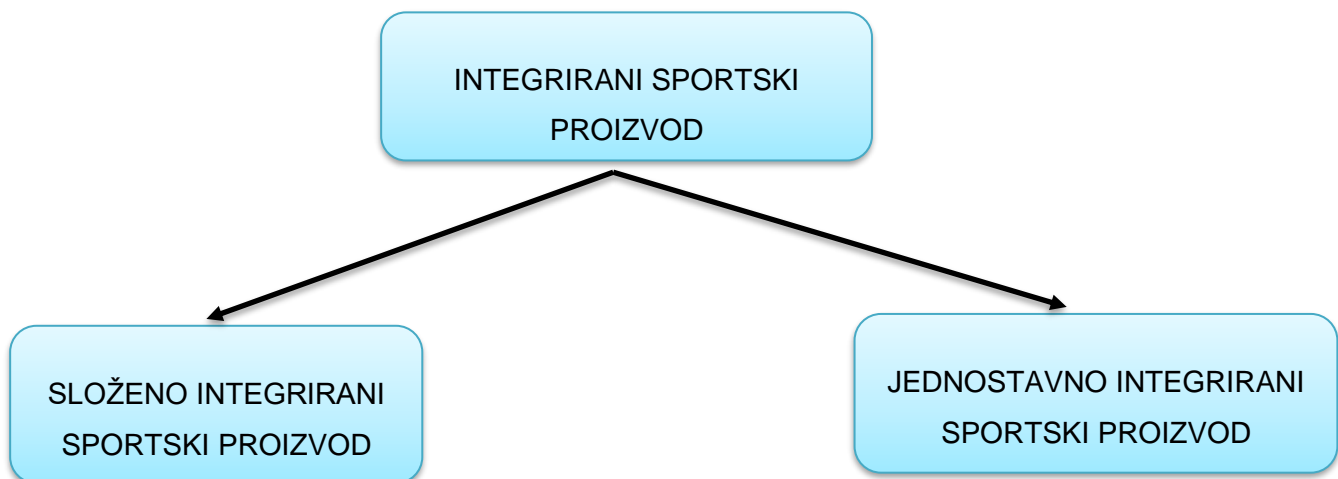 INTEGRIRANI SPORTSKI
PROIZVOD
SLOŽENO INTEGRIRANI
SPORTSKI PROIZVOD
JEDNOSTAVNO INTEGRIRANI
SPORTSKI PROIZVOD